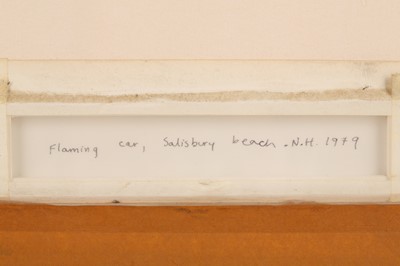 Flaming car, Salisbury beach - N.H. 1979